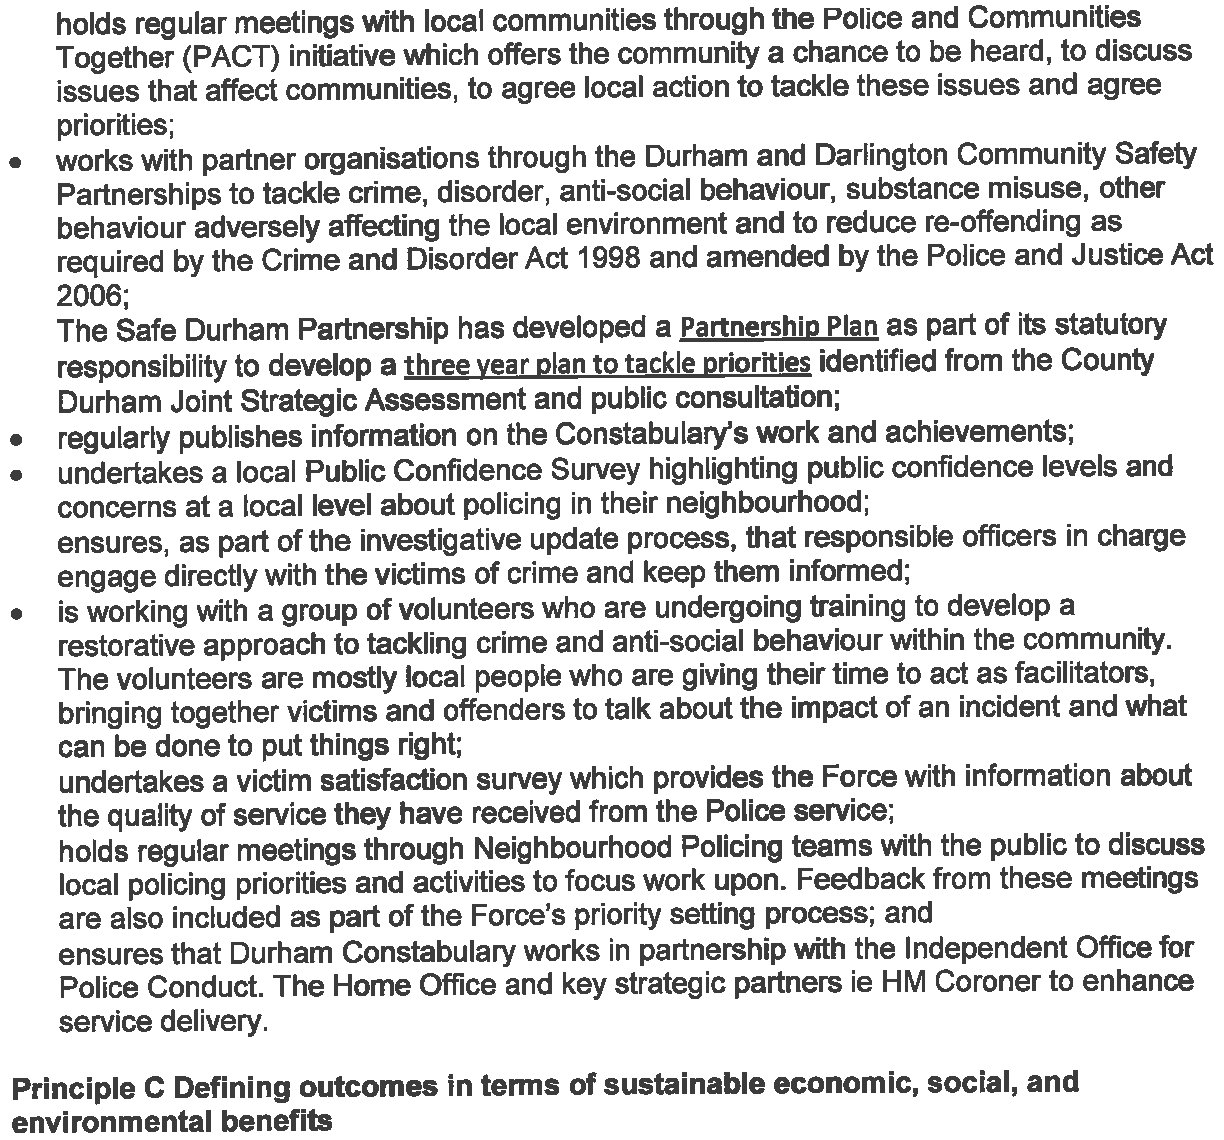 holds regular meetings with local communities through the Police and Communities
Together (PACT) initiative which offers the community a chance to be heard, to discuss
issues that affect communities, to agree local action to tackle these issues and agree
priorities;
• works with partner organisations through the Durham and Darlington Community Safety
Partnerships to tackle crime, disorder, anti-social behaviour, substance misuse, other
behaviour adversely affecting the local environment and to reduce re-offending as
required by the Crime and Disorder Act 1998 and amended by the Police and Justice Act
2006;
The Safe Durham Partnership has developed a Partnership Plan as part of its statutory
responsibility to develop a three year plan to tackle priorities identified from the County
Durham Joint Strategic Assessment and public consultation;
• regularly publishes information on the Constabulary's work and achievements;
• undertakes a local Public Confidence Survey highlighting public confidence levels and
concerns at a local level about policing in their neighbourhood;
ensures, as part of the investigative update process, that responsible officers in charge
engage directly with the victims of crime and keep them informed;
• is working with a group of volunteers who are undergoing training to develop a
restorative approach to tackling crime and anti-social behaviour within the community.
The volunteers are mostly local people who are giving their time to act as facilitators,
bringing together victims and offenders to talk about the impact of an incident and what
can be done to put things right;
undertakes a victim satisfaction survey which provides the Force with information about
the quality of service they have received from the Police service;
holds regular meetings through Neighbourhood Policing teams with the public to discuss
local policing priorities and activities to focus work upon. Feedback from these meetings
are also included as part of the Force's priority setting process; and
ensures that Durham Constabulary works in partnership with the Independent Office for
Police Conduct. The Home Office and key strategic partners ie HM Coroner to enhance
service delivery.
Principle C Defining outcomes in terms of sustainable economic, social, and
environmental benefits